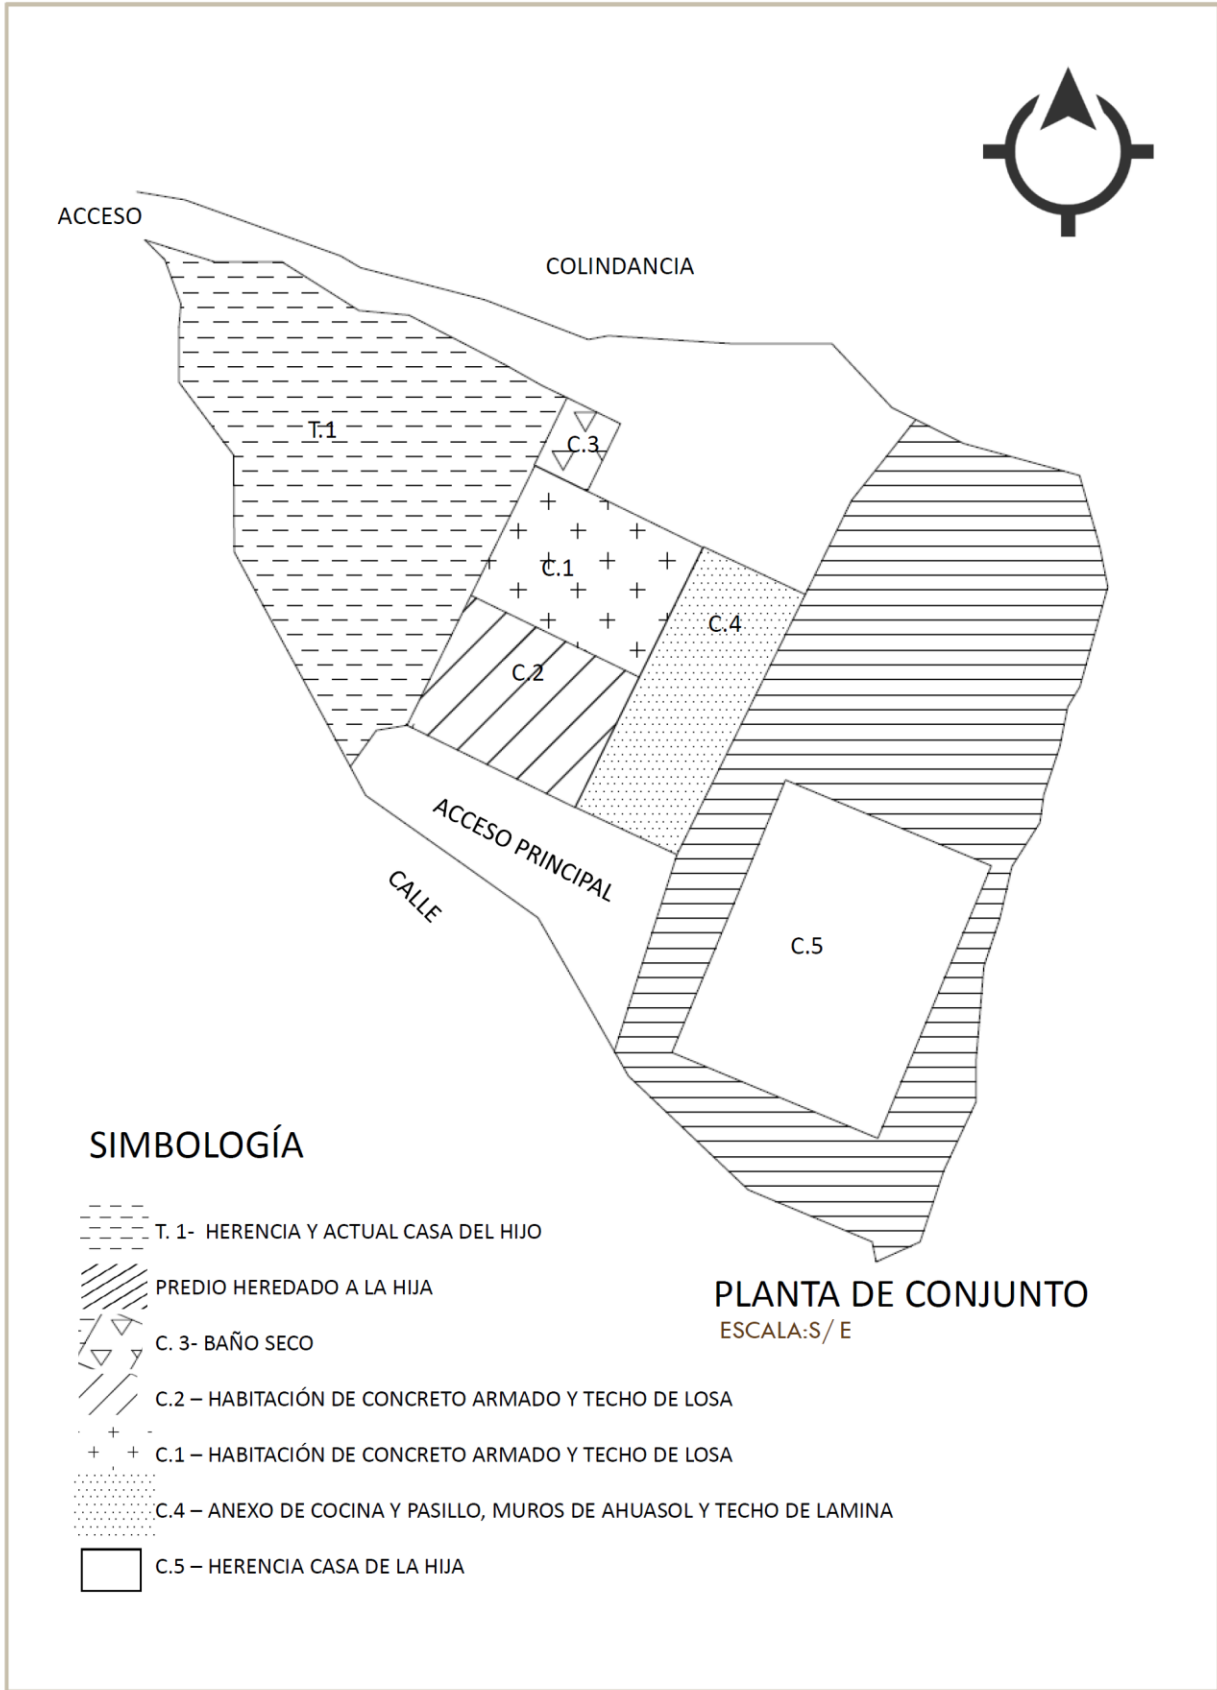 ACCESO
COLINDANCIA
T.1
C.3
C.1
C.4
C.2
ACCESO PRINCIPAL
CALLE
C.5
SIMBOLOGÍA
T. 1- HERENCIA Y ACTUAL CASA DEL HIJO
PREDIO HEREDADO A LA HIJA
C. 3- BAÑO SECO
C.2 – HABITACIÓN DE CONCRETO ARMADO Y TECHO DE LOSA
C.1 – HABITACIÓN DE CONCRETO ARMADO Y TECHO DE LOSA
C.4 – ANEXO DE COCINA Y PASILLO, MUROS DE AHUASOL Y TECHO DE LAMINA
C.5 – HERENCIA CASA DE LA HIJA
PLANTA DE CONJUNTO
ESCALA:S/ E